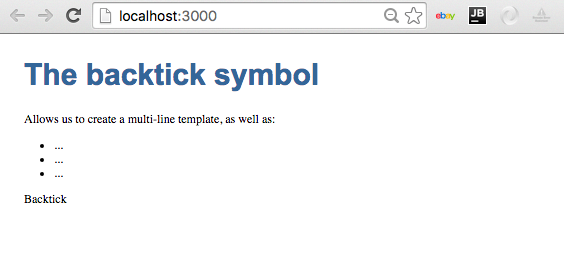 localhost:3000
ebay
JB
The backtick symbol
Allows us to create a multi-line template, as well as:
• ...
• ...
• ...
Backtick